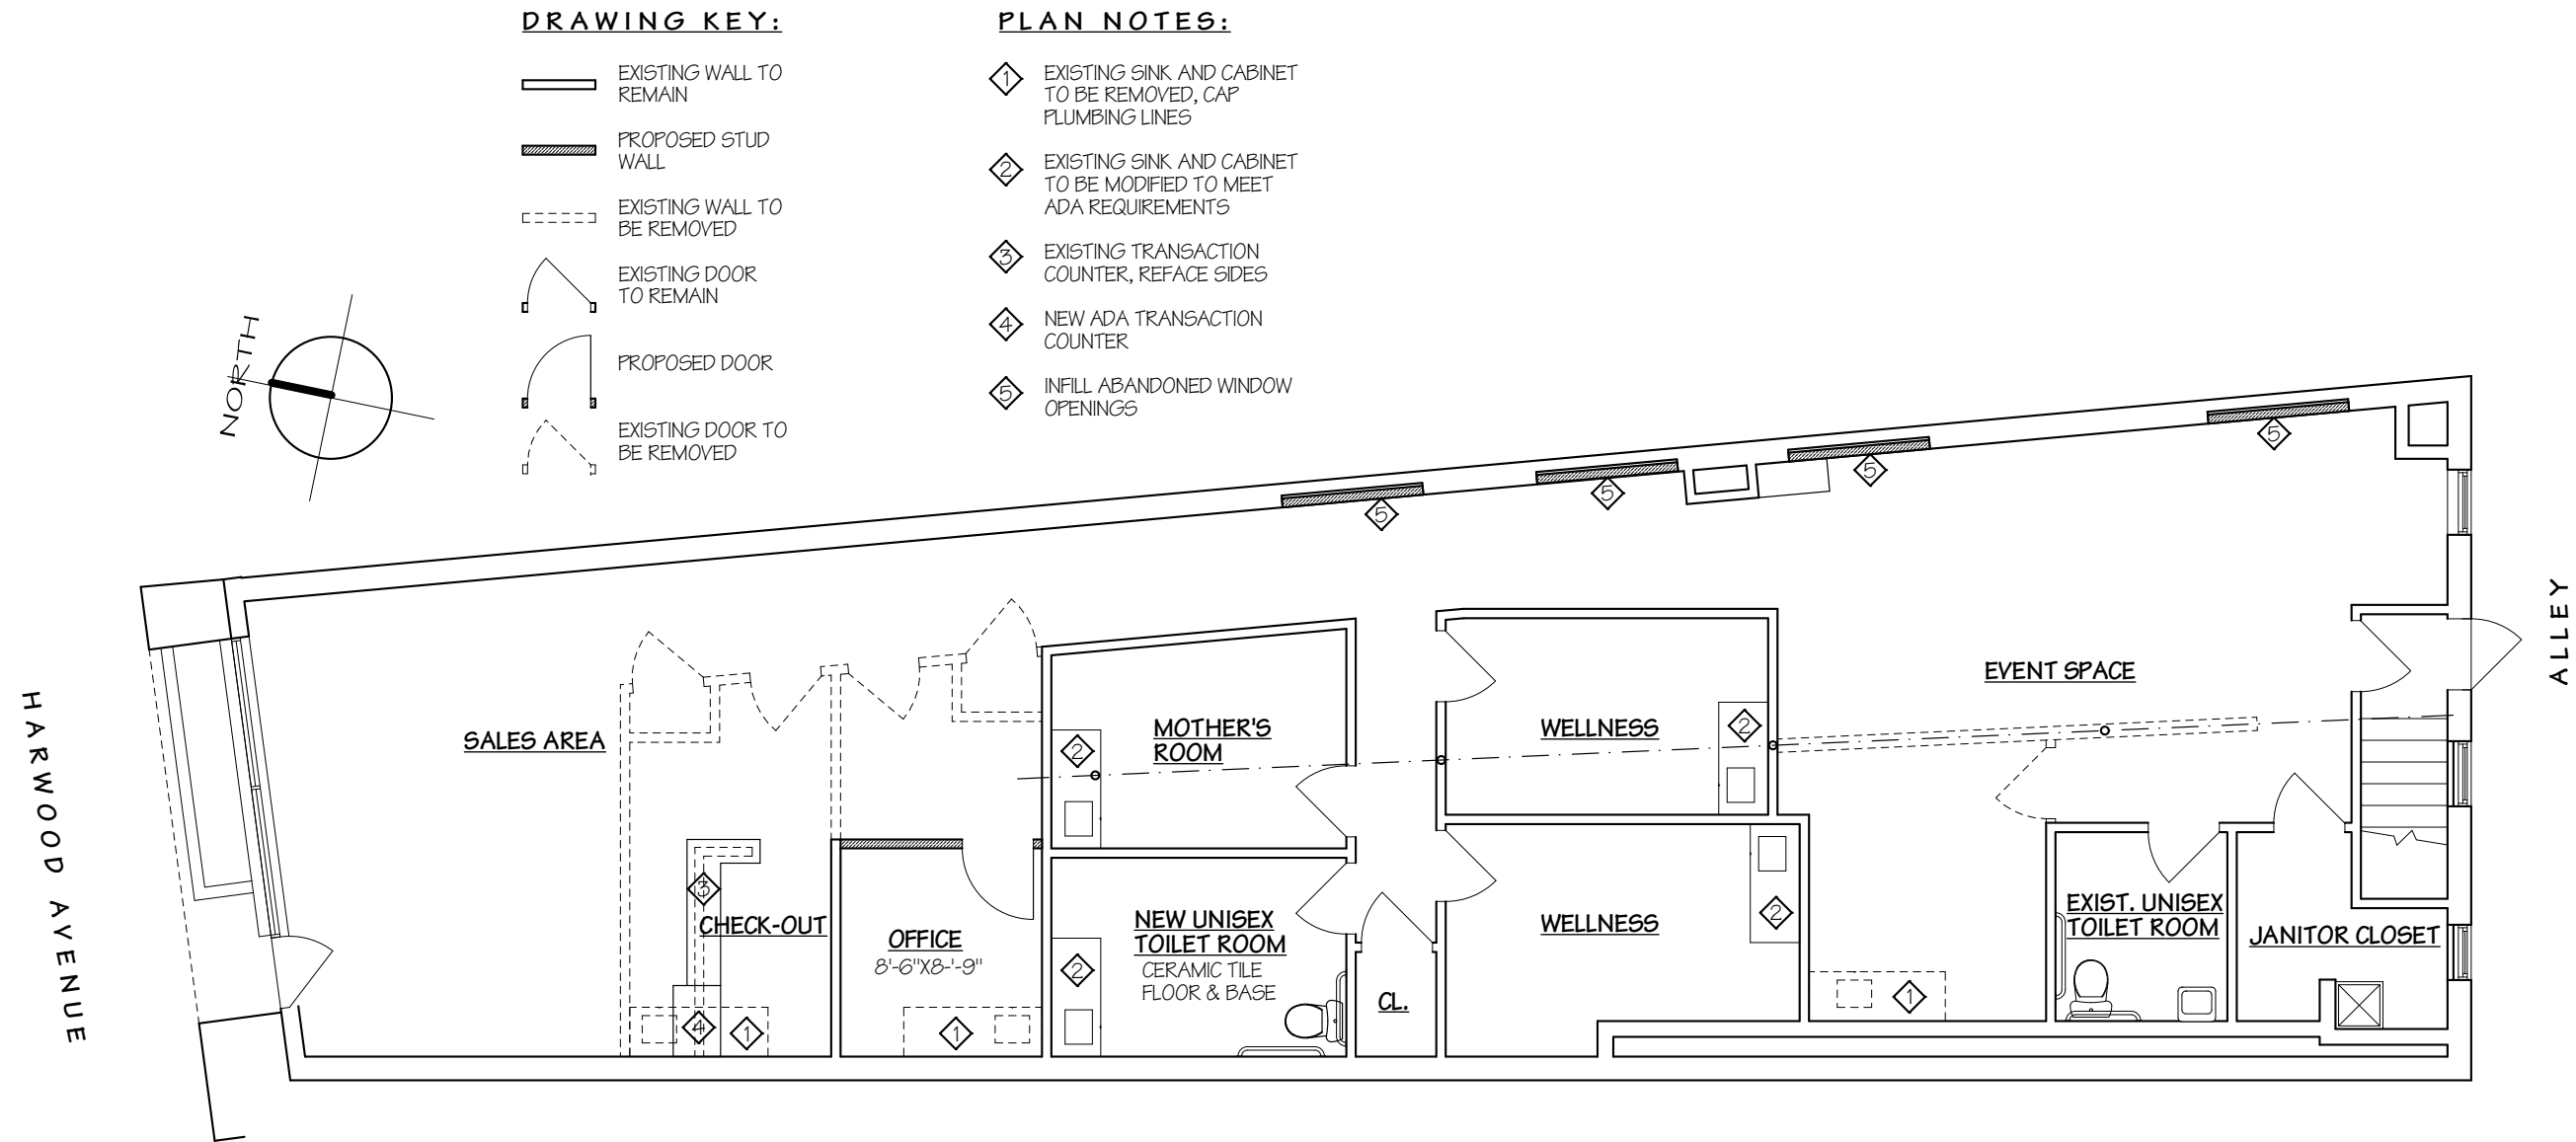 DRAWING KEY:
EXISTING WALL TO
REMAIN
PROPOSED STUD
WALL
EXISTING WALL TO
BE REMOVED
EXISTING DOOR
TO REMAIN
PROPOSED DOOR
EXISTING DOOR TO
BE REMOVED
PLAN NOTES:
1
EXISTING SINK AND CABINET
TO BE REMOVED, CAP
PLUMBING LINES
2
EXISTING SINK AND CABINET
TO BE MODIFIED TO MEET
ADA REQUIREMENTS
3
EXISTING TRANSACTION
COUNTER, REFACE SIDES
4
NEW ADA TRANSACTION
COUNTER
5
INFILL ABANDONED WINDOW
OPENINGS
NORTH
5
5
5
5
HARWOOD AVENUE
SALES AREA
3
CHECK-OUT
4
1
OFFICE
8'-6"X8-'-9"
1
2
MOTHER'S
ROOM
2
NEW UNISEX
TOILET ROOM
CERAMIC TILE
FLOOR & BASE
CL.
WELLNESS
2
WELLNESS
2
EVENT SPACE
1
EXIST. UNISEX
TOILET ROOM
JANITOR CLOSET
ALLEY